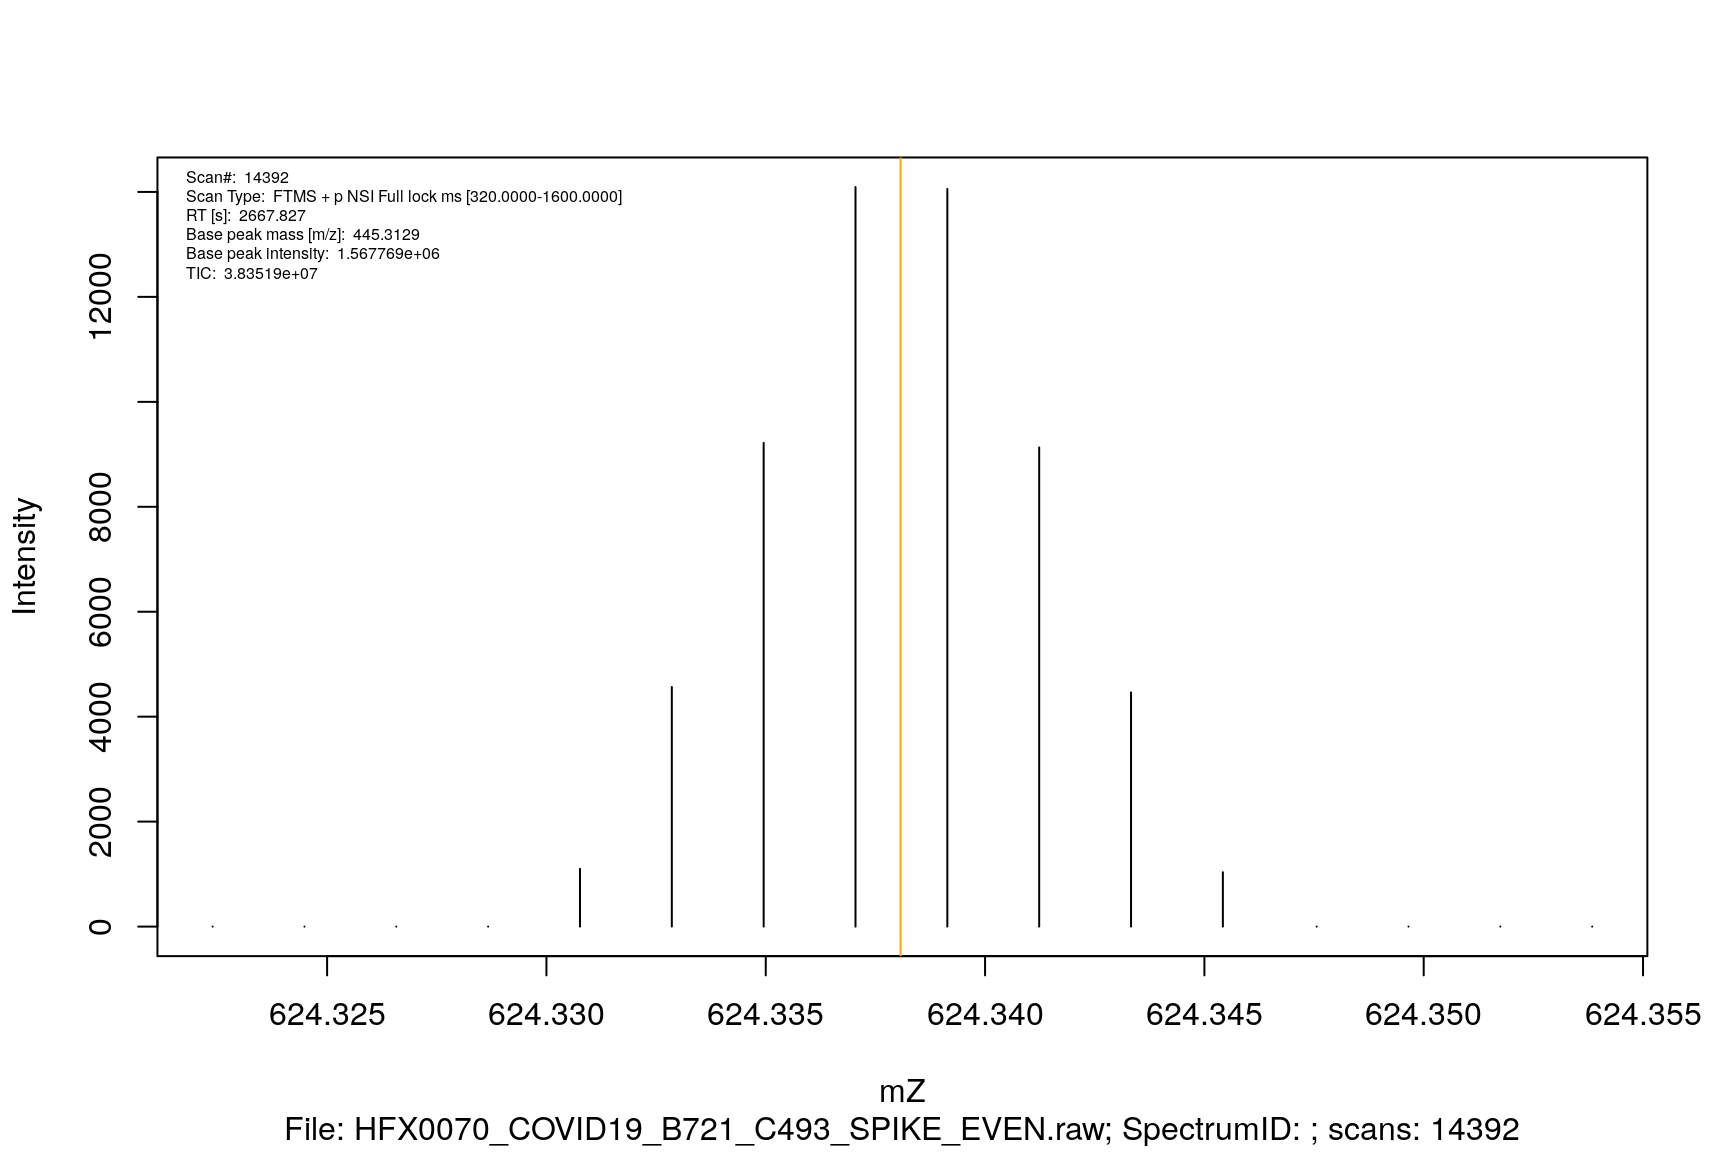 Scan#: 14392
Scan Type: FTMS + p NSI Full lock ms [320.0000-1600.0000]
RT [s]: 2667.827
Base peak mass [m/z]: 445.3129
Base peak intensity: 1.567769e+06
TIC: 3.83519e+07
Intensity
12000
8000
6000
4000
2000
0
624.325 624.330 624.335 624.340 624.345 624.350 624.355
mZ
File: HFX0070_COVID19_B721_C493_SPIKE_EVEN.raw; SpectrumID: ; scans: 14392